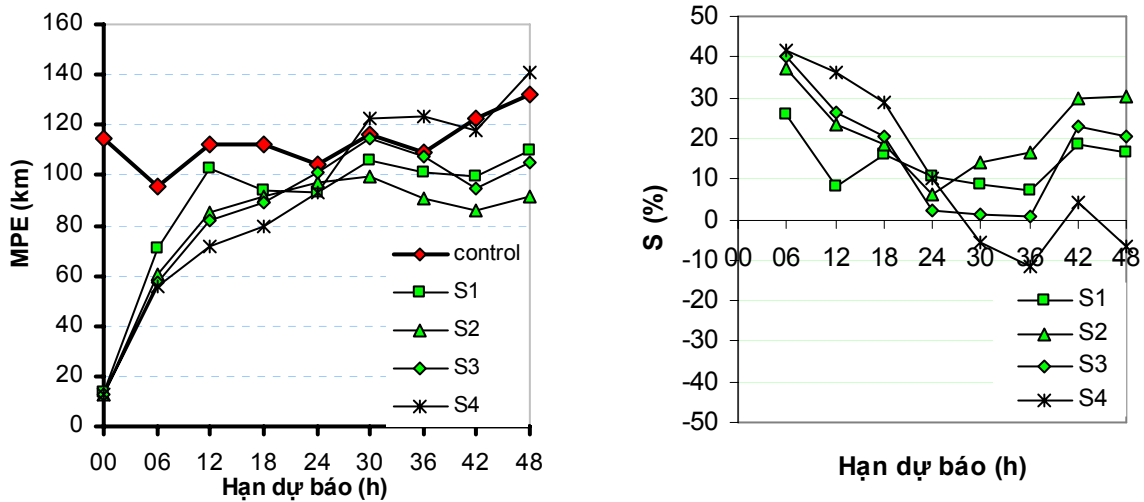 MPE (km)
160
140
120
100
80
60
40
20
0
00 06 12 18 24 30 36 42 48
Hạn dự báo (h)
control
S1
S2
S3
S4
S (%)
50
40
30
20
10
0
-10
-20
-30
-40
-50
00 06 12 18 24 30 36 42 48
S1
S2
S3
S4
Hạn dự báo (h)